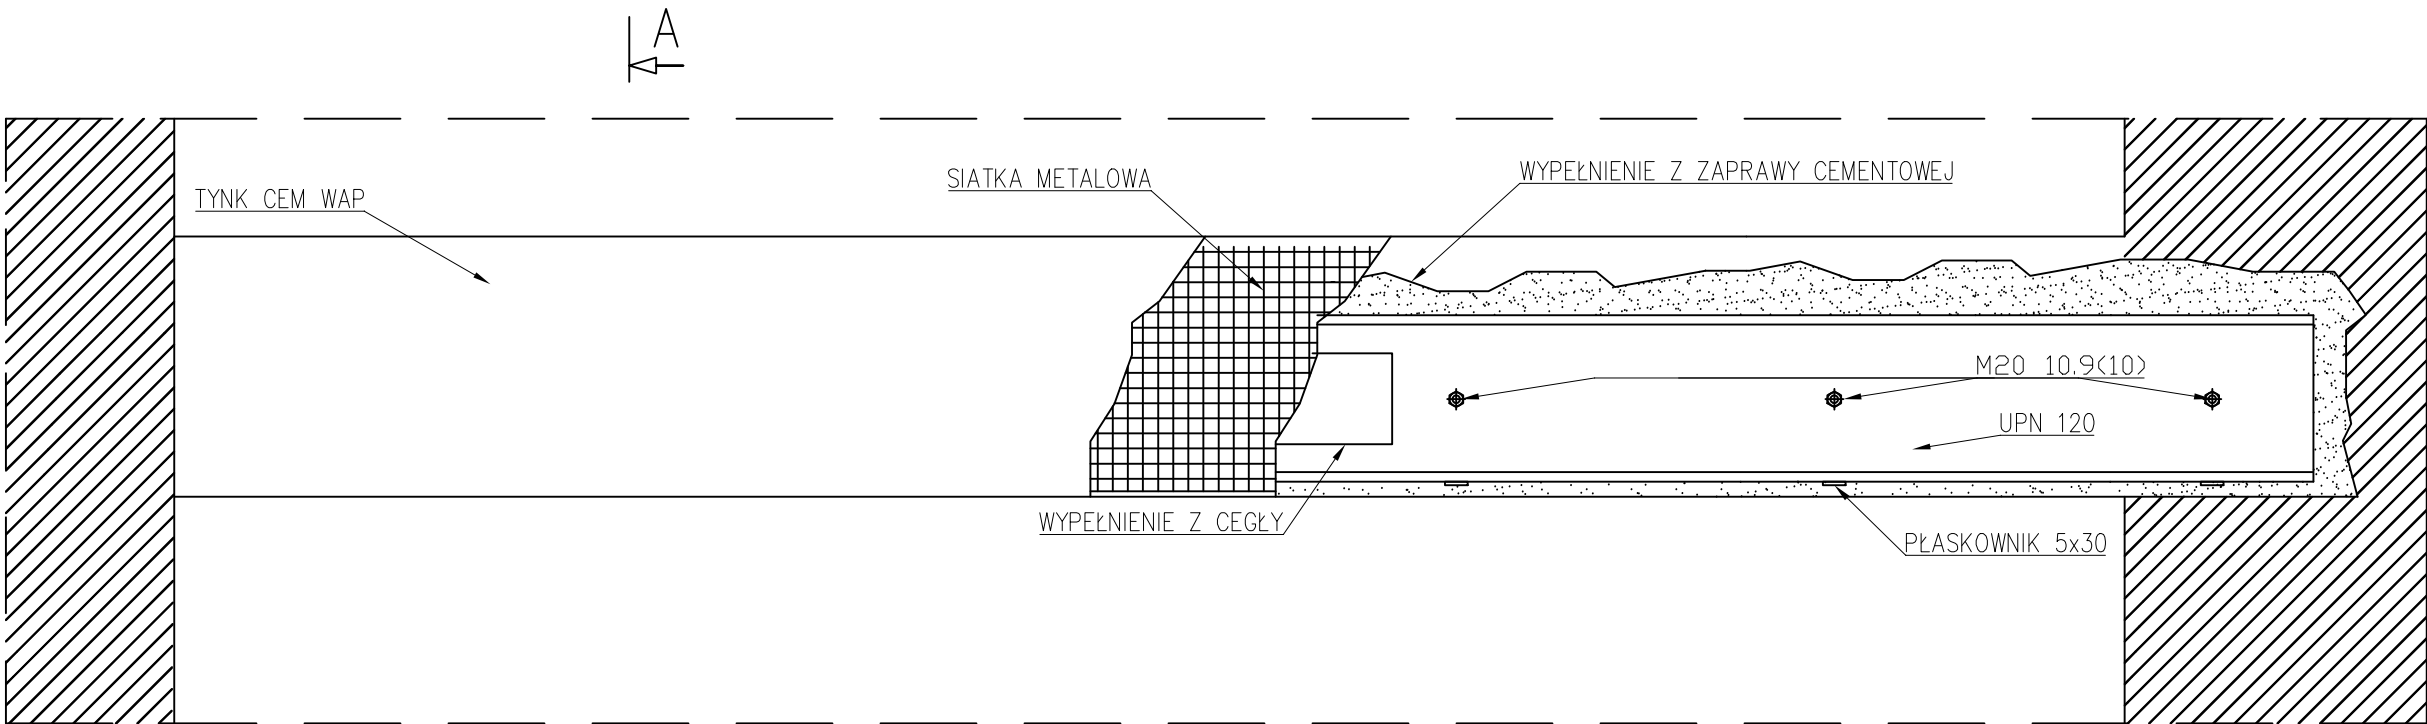 A
WYPEŁNIENIE Z ZAPRAWY CEMENTOWEJ
SIATKA METALOWA
TYNK CEM WAP
M20 10.9(10)
UPN 120
WYPEŁNIENIE Z CEGŁY
PŁASKOWNIK 5x30